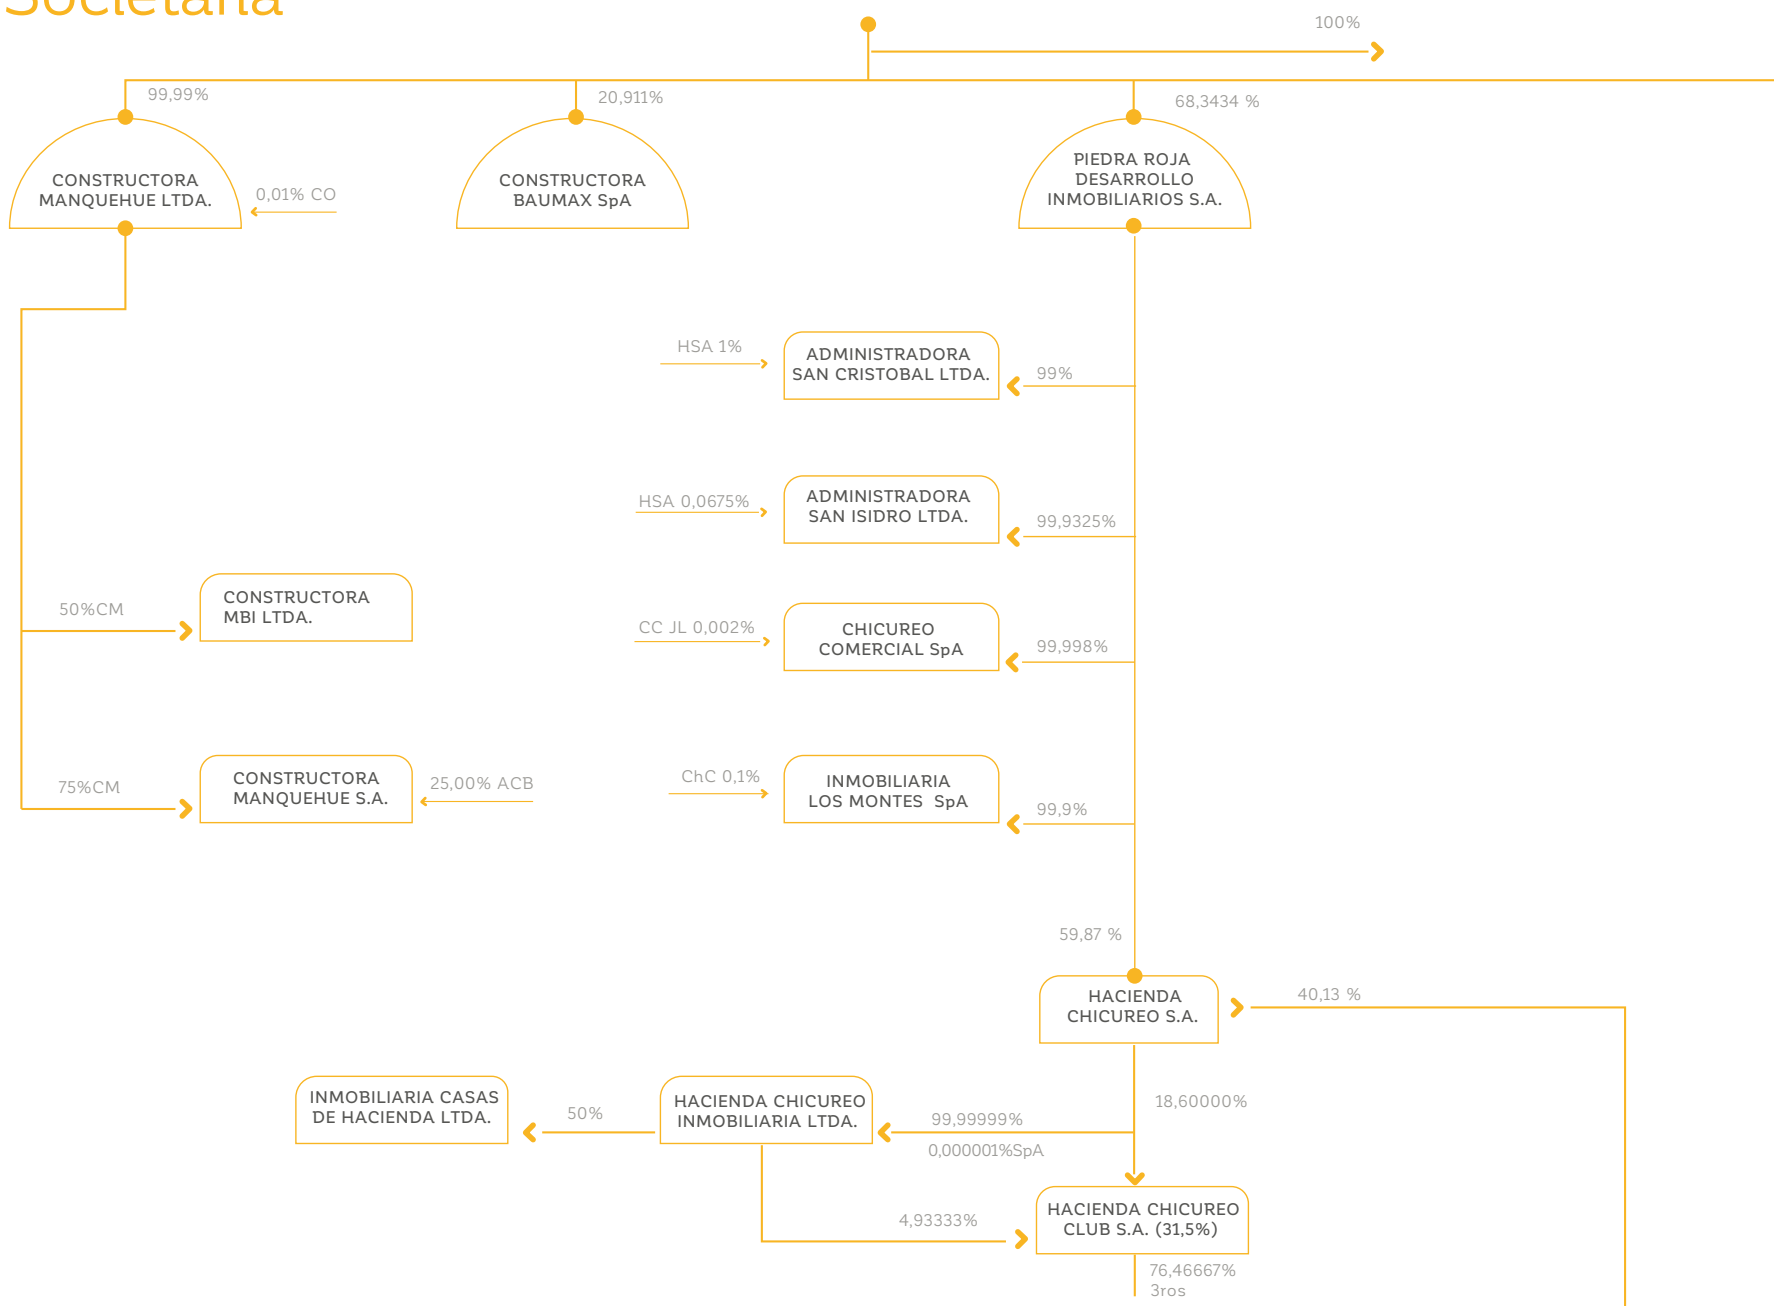 Societaria
100%
99,99%
20,911%
68,3434 %
CONSTRUCTORA
MANQUEHUE LTDA.
0,01% CO
CONSTRUCTORA
BAUMAX SpA
PIEDRA ROJA
DESARROLLO
INMOBILIARIOS S.A.
HSA 1%
ADMINISTRADORA
SAN CRISTOBAL LTDA.
99%
HSA 0,0675%
ADMINISTRADORA
SAN ISIDRO LTDA.
99,9325%
50%CM
CONSTRUCTORA
MBI LTDA.
CC JL 0,002%
CHICUREO
COMERCIAL SpA
99,998%
75%CM
CONSTRUCTORA
MANQUEHUE S.A.
25,00% ACB
ChC 0,1%
INMOBILIARIA
LOS MONTES SpA
99,9%
59,87 %
HACIENDA
CHICUREO S.A.
40,13 %
INMOBILIARIA CASAS
DE HACIENDA LTDA.
50%
HACIENDA CHICUREO
INMOBILIARIA LTDA.
99,99999%
0,000001%SpA
18,60000%
4,93333%
HACIENDA CHICUREO
CLUB S.A. (31,5%)
76,46667%
3ros